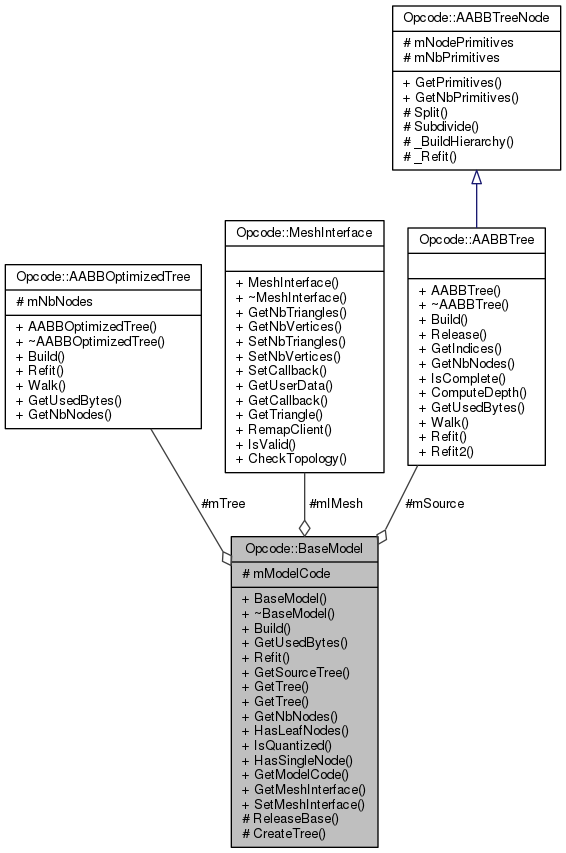 Opcode::AABBTreeNode
# mNodePrimitives
# mNbPrimitives
+ GetPrimitives()
+ GetNbPrimitives()
# Split()
# Subdivide()
# _BuildHierarchy()
# _Refit()
Opcode::MeshInterface
+ MeshInterface()
+ ~MeshInterface()
+ GetNbTriangles()
+ GetNbVertices()
+ SetNbTriangles()
+ SetNbVertices()
+ SetCallback()
+ GetUserData()
+ GetCallback()
+ GetTriangle()
+ RemapClient()
+ IsValid()
+ CheckTopology()
Opcode::AABBTree
+ AABBTree()
+ ~AABBTree()
+ Build()
+ Release()
+ GetIndices()
+ GetNbNodes()
+ IsComplete()
+ ComputeDepth()
+ GetUsedBytes()
+ Walk()
+ Refit()
+ Refit2()
Opcode::AABBOptimizedTree
# mNbNodes
+ AABBOptimizedTree()
+ ~AABBOptimizedTree()
+ Build()
+ Refit()
+ Walk()
+ GetUsedBytes()
+ GetNbNodes()
#mTree
#mIMesh
#mSource
Opcode::BaseModel
# mModelCode
+ BaseModel()
+ ~BaseModel()
+ Build()
+ GetUsedBytes()
+ Refit()
+ GetSourceTree()
+ GetTree()
+ GetTree()
+ GetNbNodes()
+ HasLeafNodes()
+ IsQuantized()
+ HasSingleNode()
+ GetModelCode()
+ GetMeshInterface()
+ SetMeshInterface()
# ReleaseBase()
# CreateTree()